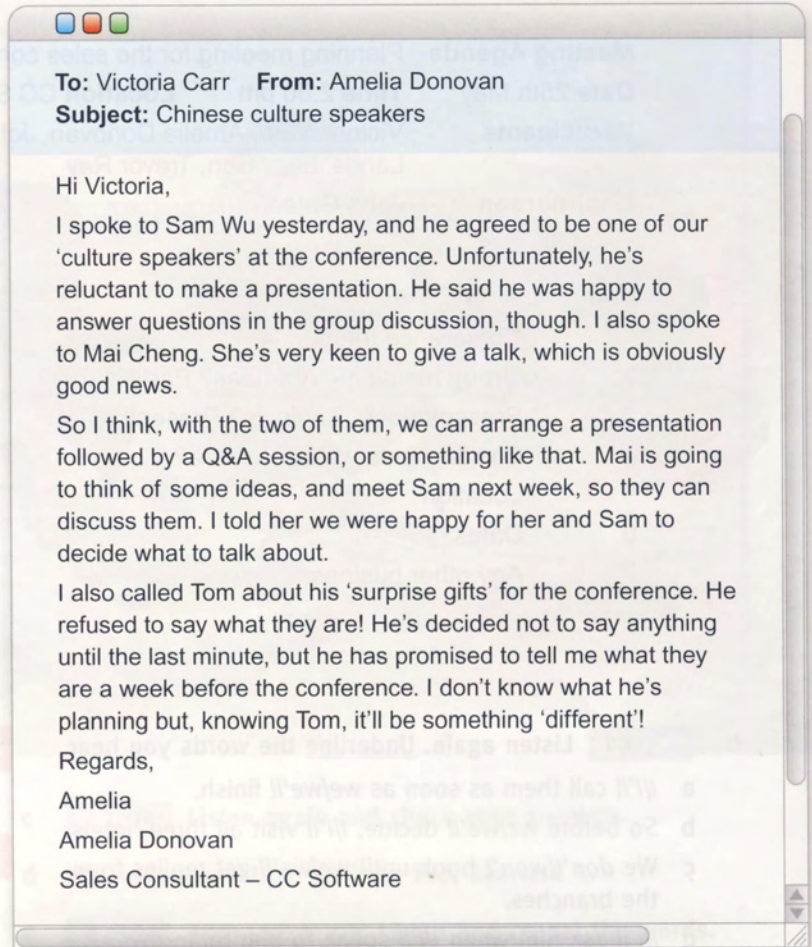 To: Victoria Carr From: Amelia Donovan
Subject: Chinese culture speakers
Hi Victoria,
I spoke to Sam Wu yesterday, and he agreed to be one of our
‘culture speakers’ at the conference. Unfortunately, he’s
reluctant to make a presentation. He said he was happy to
answer questions in the group discussion, though. I also spoke
to Mai Cheng. She’s very keen to give a talk, which is obviously
good news.
So I think, with the two of them, we can arrange a presentation
followed by a Q&A session, or something like that. Mai is going
to think of some ideas, and meet Sam next week, so they can
discuss them. I told her we were happy for her and Sam to
decide what to talk about.
I also called Tom about his ‘surprise gifts’ for the conference. He
refused to say what they are! He’s decided not to say anything
until the last minute, but he has promised to tell me what they
are a week before the conference. I don’t know what he’s
planning but, knowing Tom, it’ll be something ‘different’!
Regards,
Amelia
Amelia Donovan
Sales Consultant – CC Software